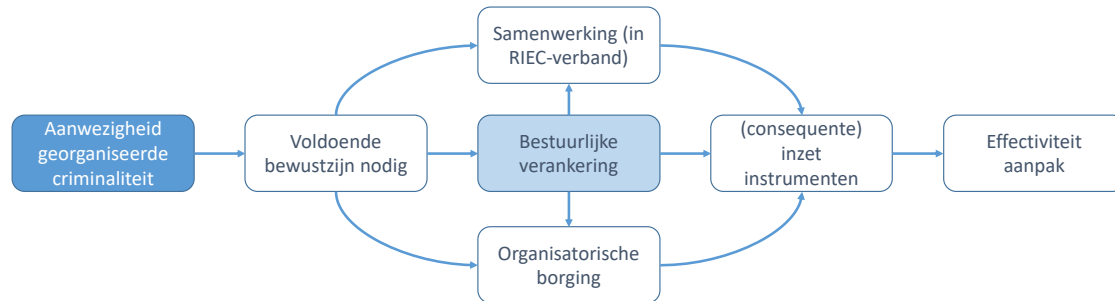 Samenwerking (in
RIEC-verband)
Aanwezigheid
georganiseerde
criminaliteit
Voldoende
bewustzijn nodig
Bestuurlijke
verankering
(consequente)
inzet
instrumenten
Effectiviteit
aanpak
Organisatorische
borging